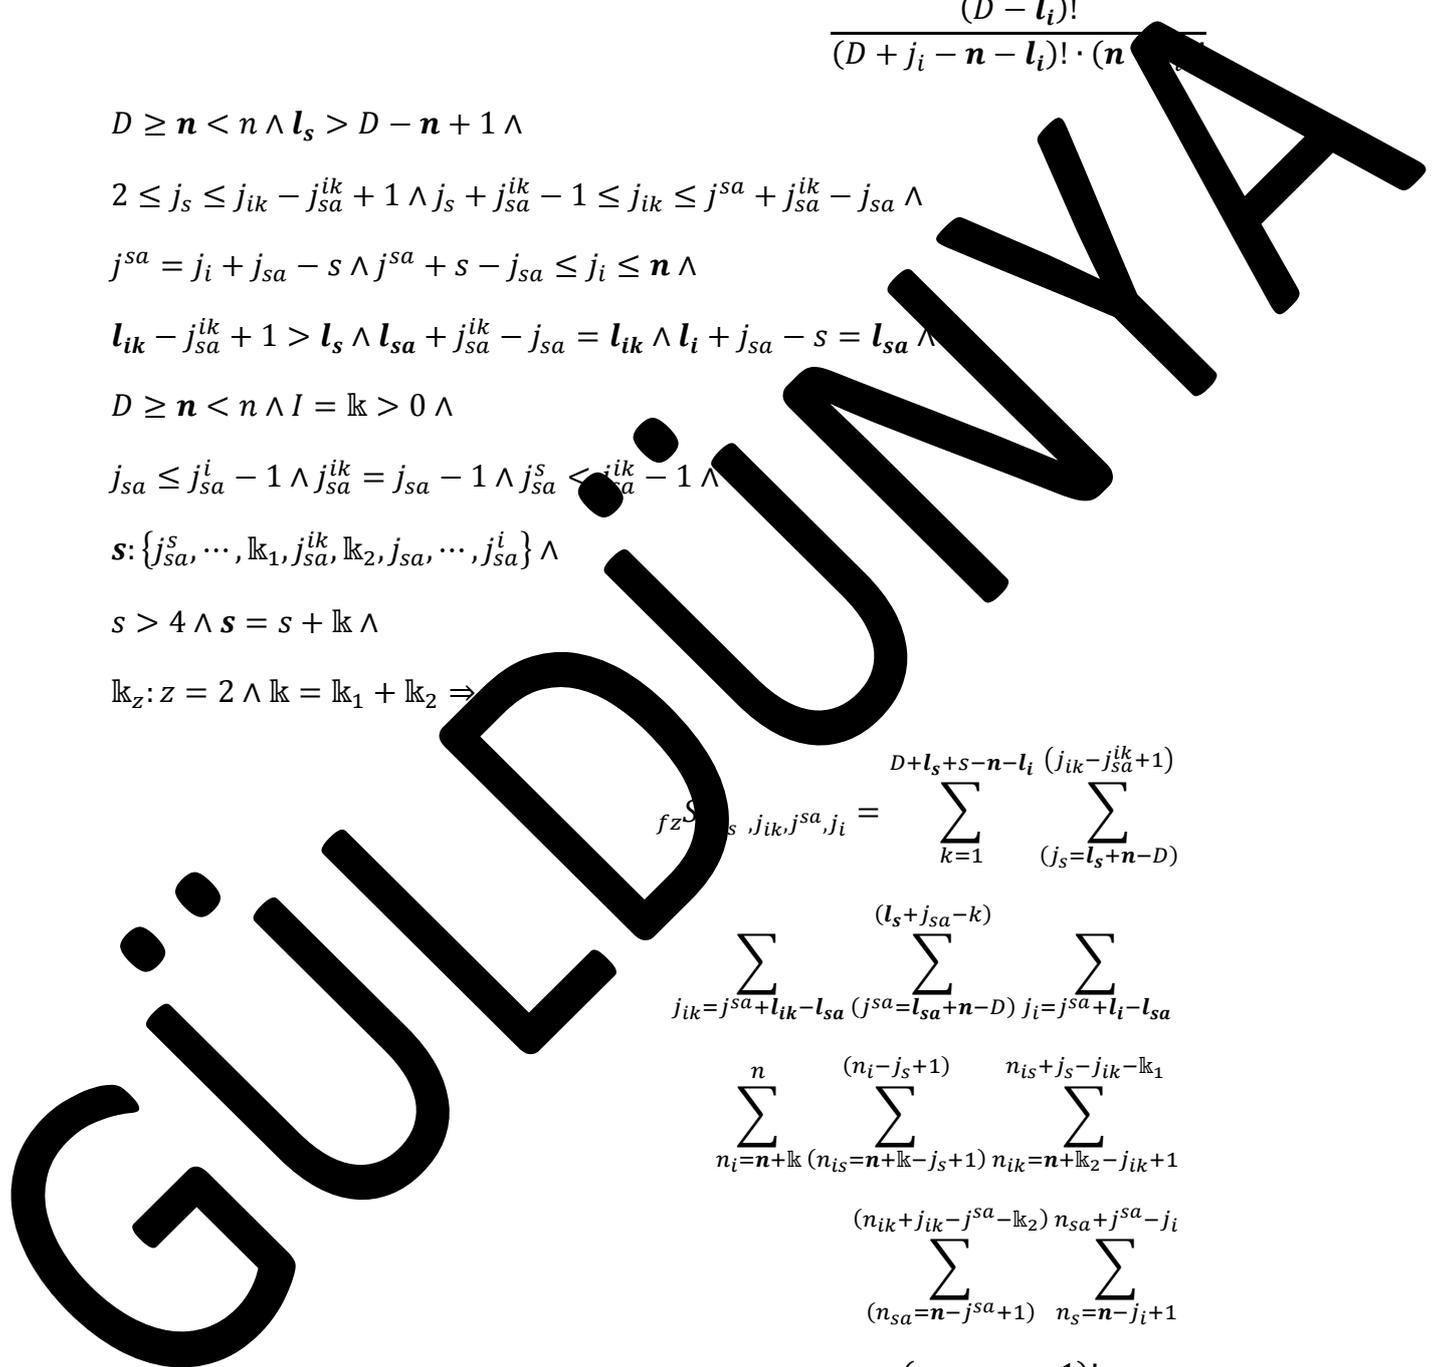 (D − l_i)!
(D + j_i − n − l_i)! · (n
D ≥ n < n ∧ l_s > D − n + 1 ∧
2 ≤ j_s ≤ j_ik − j_sa^ik + 1 ∧ j_s + j_sa^ik − 1 ≤ j_ik ≤ j^sa + j_sa^ik − j_sa ∧
j^sa = j_i + j_sa − s ∧ j^sa + s − j_sa ≤ j_i ≤ n ∧
l_ik − j_sa^ik + 1 > l_s ∧ l_sa + j_sa^ik − j_sa = l_ik ∧ l_i + j_sa − s = l_sa ∧
D ≥ n < n ∧ I = 𝕜 > 0 ∧
j_sa ≤ j_sa^i − 1 ∧ j_sa^ik = j_sa − 1 ∧ j_sa^s < j_sa^ik − 1 ∧
s: {j_sa^s, ⋯ , 𝕜_1, j_sa^ik, 𝕜_2, j_sa, ⋯ , j_sa^i} ∧
s > 4 ∧ s = s + 𝕜 ∧
𝕜_z: z = 2 ∧ 𝕜 = 𝕜_1 + 𝕜_2 ⇒
D+l_s+s−n−l_i (j_ik−j_sa^ik+1)
fz S s ,j_ik,j^sa,j_i = ∑ ∑
k=1 (j_s=l_s+n−D)
(l_s+j_sa−k)
∑ ∑ ∑
j_ik=j^sa+l_ik−l_sa (j^sa=l_sa+n−D) j_i=j^sa+l_i−l_sa
n (n_i−j_s+1) n_is+j_s−j_ik−𝕜_1
∑ ∑ ∑
n_i=n+𝕜 (n_is=n+𝕜−j_s+1) n_ik=n+𝕜_2−j_ik+1
(n_ik+j_ik−j^sa−𝕜_2) n_sa+j^sa−j_i
∑ ∑
(n_sa=n−j^sa+1) n_s=n−j_i+1
GÜLDÜNYA